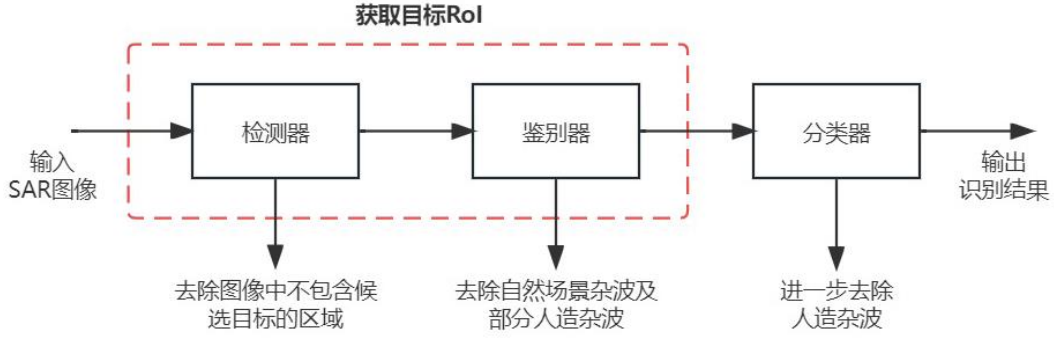 获取目标RoI
检测器
鉴别器
分类器
输入
SAR图像
输出
识别结果
去除图像中不包含候
选目标的区域
去除自然场景杂波及
部分人造杂波
进一步去除
人造杂波